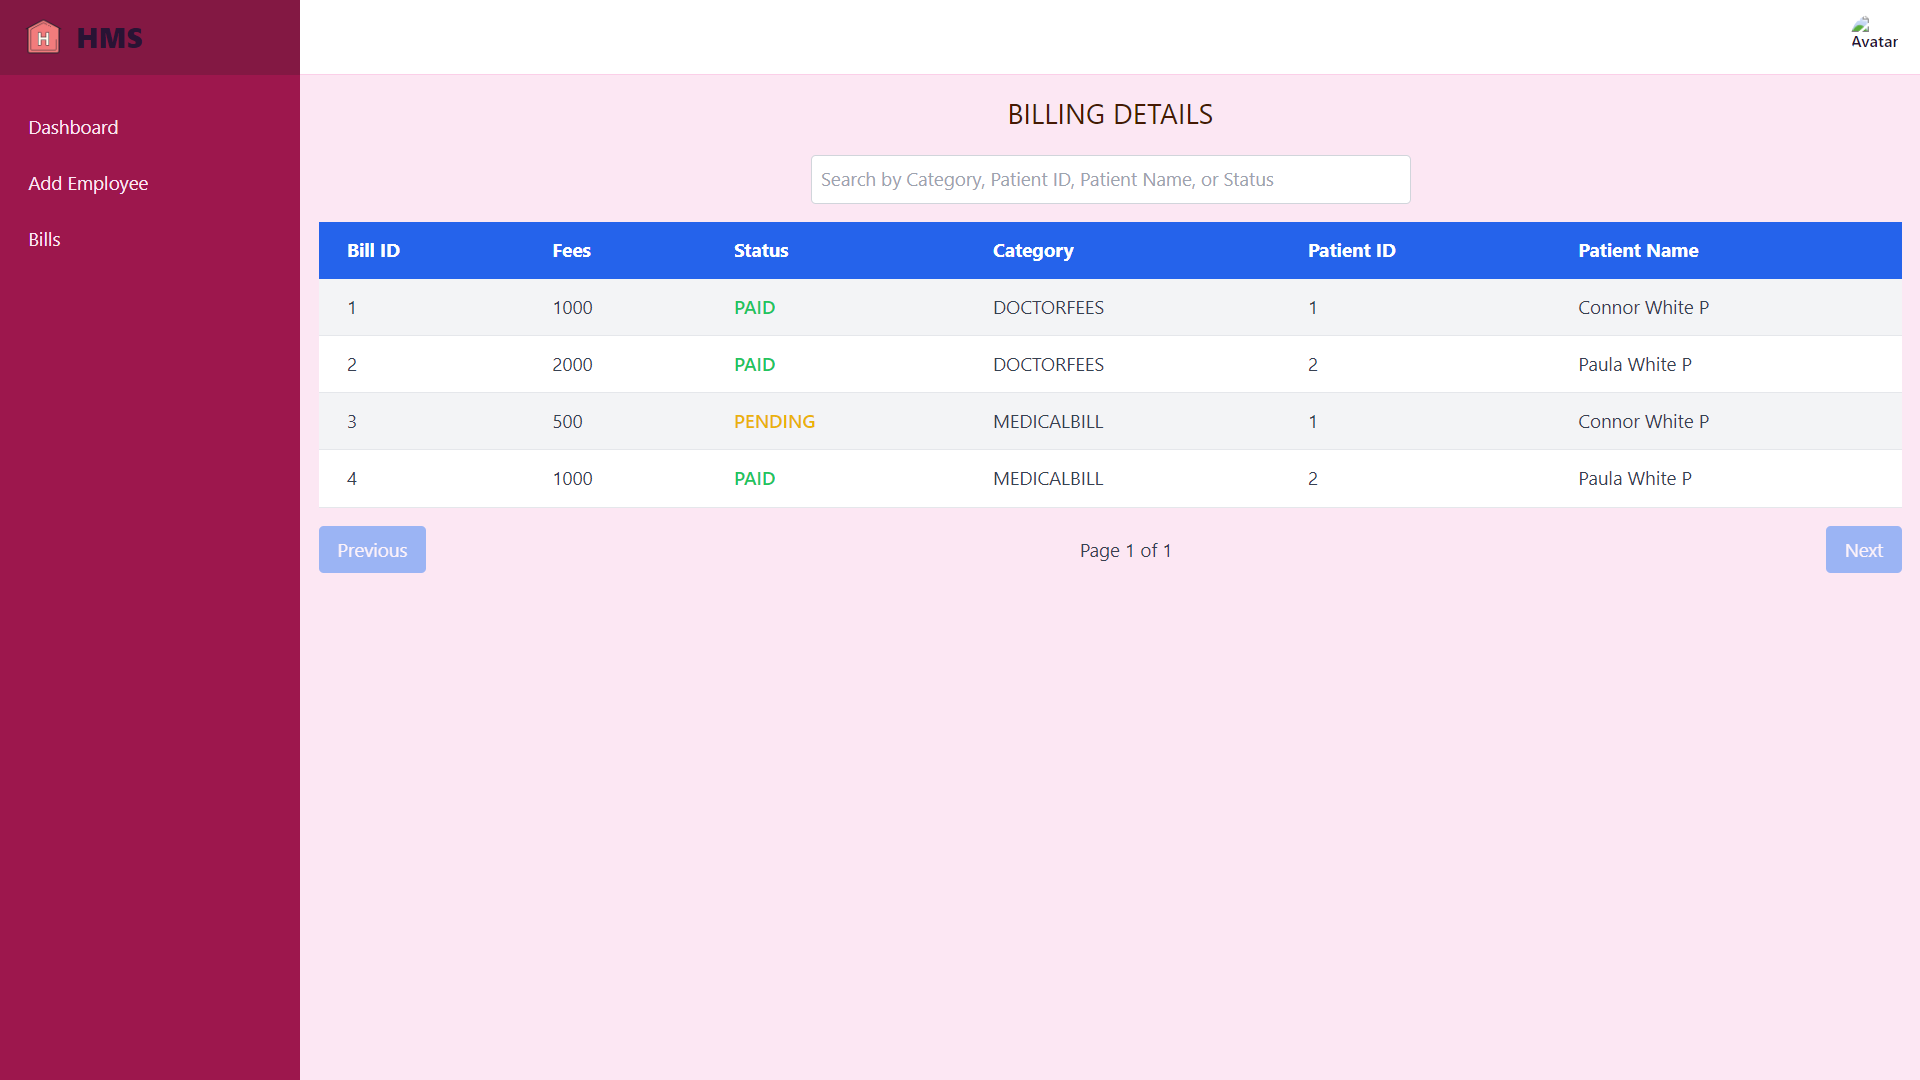 H HMS
Avatar
Dashboard
Add Employee
Bills
BILLING DETAILS
Search by Category, Patient ID, Patient Name, or Status
Bill ID Fees Status Category Patient ID Patient Name
1 1000 PAID DOCTORFEES 1 Connor White P
2 2000 PAID DOCTORFEES 2 Paula White P
3 500 PENDING MEDICALBILL 1 Connor White P
4 1000 PAID MEDICALBILL 2 Paula White P
Previous Page 1 of 1 Next